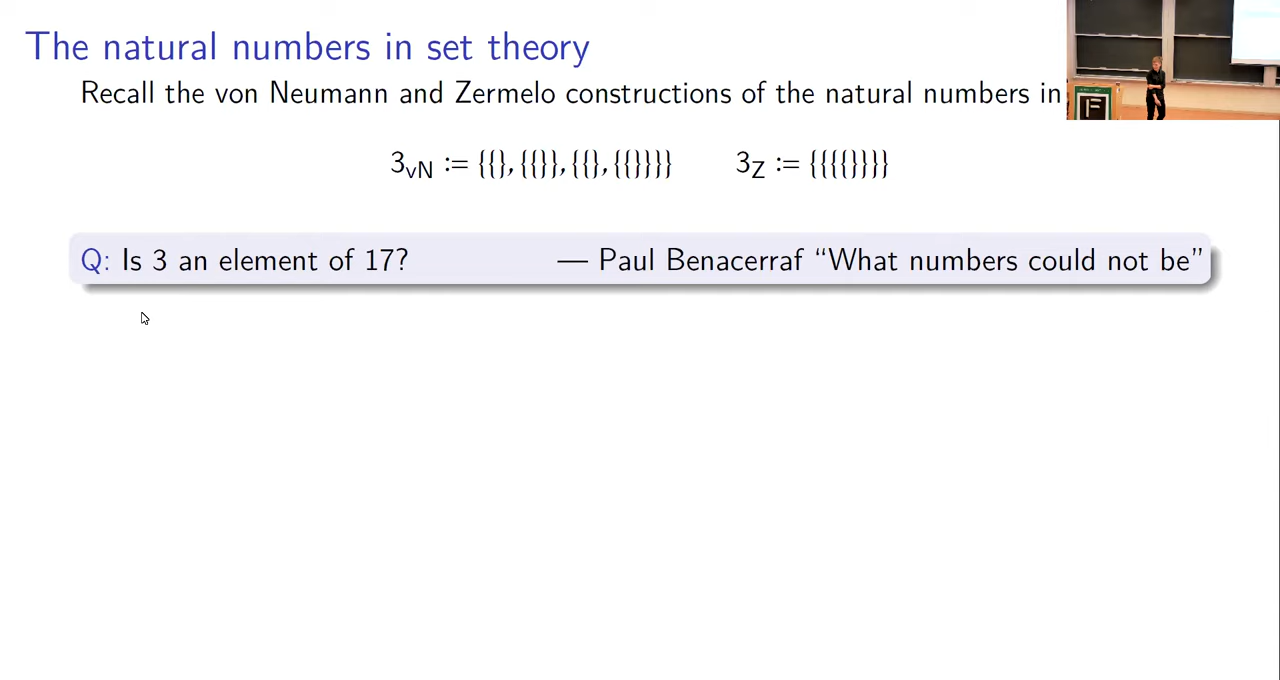 The natural numbers in set theory
Recall the von Neumann and Zermelo constructions of the natural numbers in
3vN := {{}, {{}}, {{}, {{}}}} 3Z := {{{{}}}}
Q: Is 3 an element of 17? — Paul Benacerraf “What numbers could not be”
F